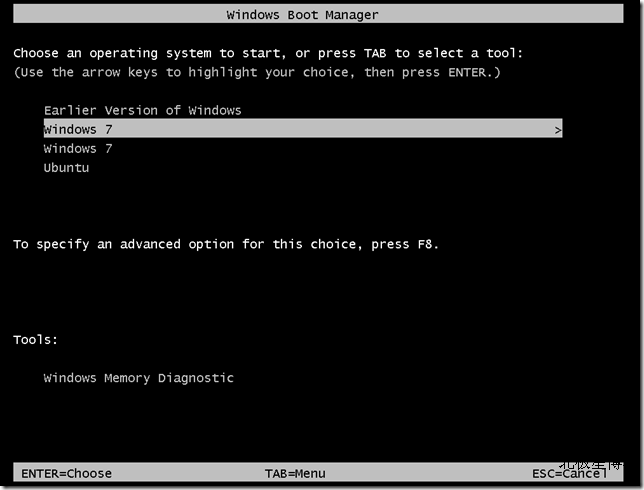 Windows Boot Manager
Choose an operating system to start, or press TAB to select a tool:
(Use the arrow keys to highlight your choice, then press ENTER.)
Earlier Version of Windows
Windows 7 >
Windows 7
Ubuntu
To specify an advanced option for this choice, press F8.
Tools:
Windows Memory Diagnostic
ENTER=Choose TAB=Menu ESC=Cancel